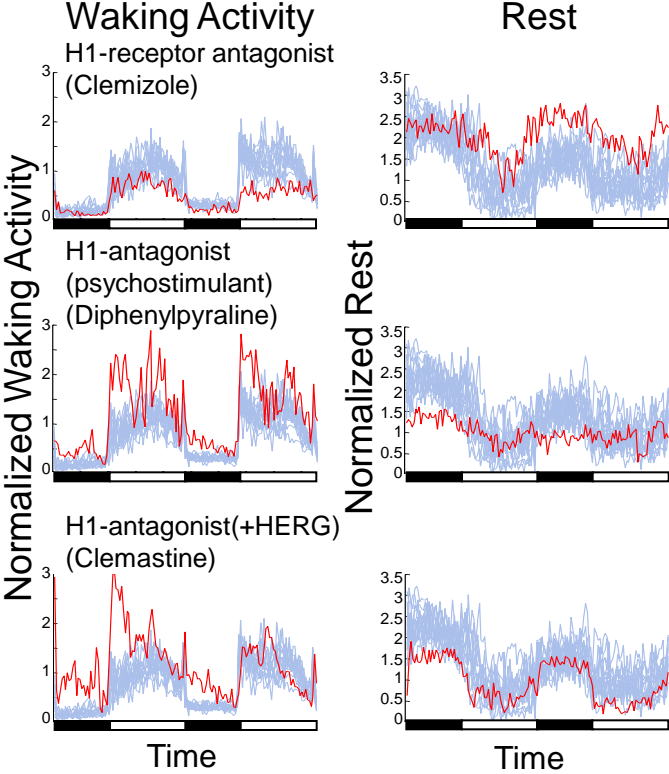 Waking Activity
Rest
H1-receptor antagonist
(Clemizole)
3
2
1
0
3.5
3
2.5
2
1.5
1
0.5
0
Normalized Waking Activity
Normalized Rest
H1-antagonist
(psychostimulant)
(Diphenylpyraline)
3
2
1
0
3.5
3
2.5
2
1.5
1
0.5
0
H1-antagonist(+HERG)
(Clemastine)
3
2
1
0
3.5
3
2.5
2
1.5
1
0.5
0
Time
Time